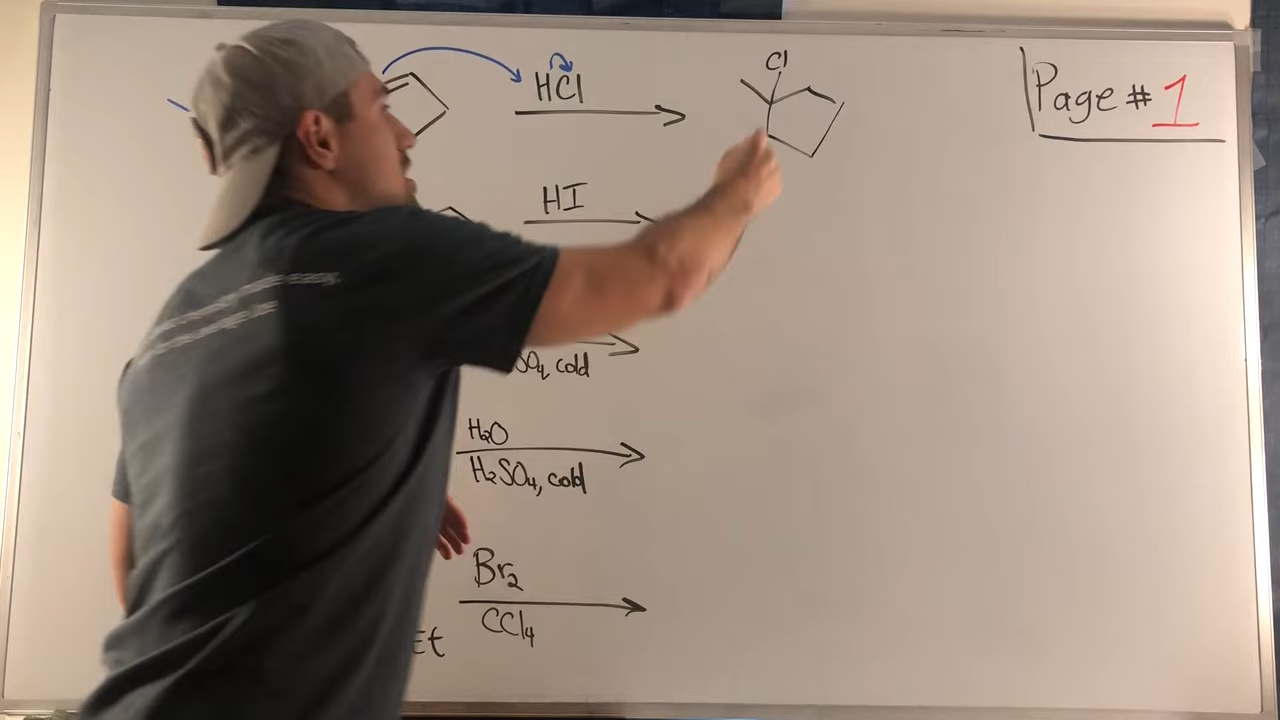 HCl
Cl
Page # 1
HI
SO4, cold
H2O
H2SO4, cold
Br2
CCl4
Et